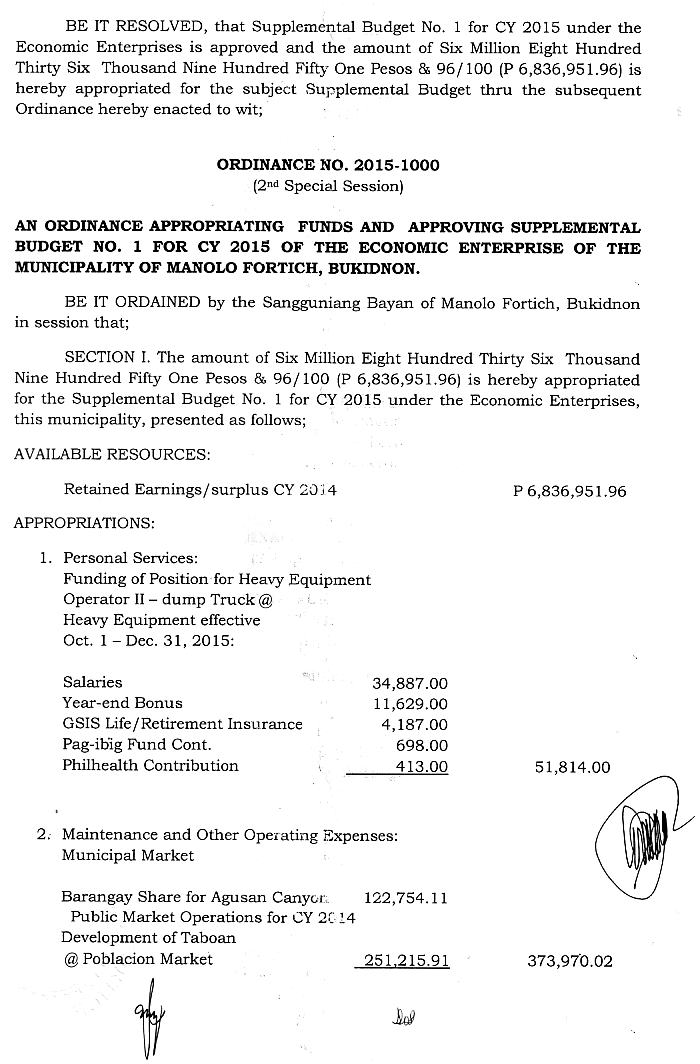 BE IT RESOLVED, that Supplemental Budget No. 1 for CY 2015 under the
Economic Enterprises is approved and the amount of Six Million Eight Hundred
Thirty Six Thousand Nine Hundred Fifty One Pesos & 96/100 (P 6,836,951.96) is
hereby appropriated for the subject Supplemental Budget thru the subsequent
Ordinance hereby enacted to wit;
ORDINANCE NO. 2015-1000
(2nd Special Session)
AN ORDINANCE APPROPRIATING FUNDS AND APPROVING SUPPLEMENTAL
BUDGET NO. 1 FOR CY 2015 OF THE ECONOMIC ENTERPRISE OF THE
MUNICIPALITY OF MANOLO FORTICH, BUKIDNON.
BE IT ORDAINED by the Sangguniang Bayan of Manolo Fortich, Bukidnon
in session that;
SECTION I. The amount of Six Million Eight Hundred Thirty Six Thousand
Nine Hundred Fifty One Pesos & 96/100 (P 6,836,951.96) is hereby appropriated
for the Supplemental Budget No. 1 for CY 2015 under the Economic Enterprises,
this municipality, presented as follows;
AVAILABLE RESOURCES:
Retained Earnings/surplus CY 2014 P 6,836,951.96
APPROPRIATIONS:
1. Personal Services:
Funding of Position for Heavy Equipment
Operator II – dump Truck @
Heavy Equipment effective
Oct. 1 – Dec. 31, 2015:
Salaries 34,887.00
Year-end Bonus 11,629.00
GSIS Life/Retirement Insurance 4,187.00
Pag-ibig Fund Cont. 698.00
Philhealth Contribution 413.00 51,814.00
2. Maintenance and Other Operating Expenses:
Municipal Market
Barangay Share for Agusan Canyon 122,754.11
Public Market Operations for CY 2014
Development of Taboan
@ Poblacion Market 251,215.91 373,970.02